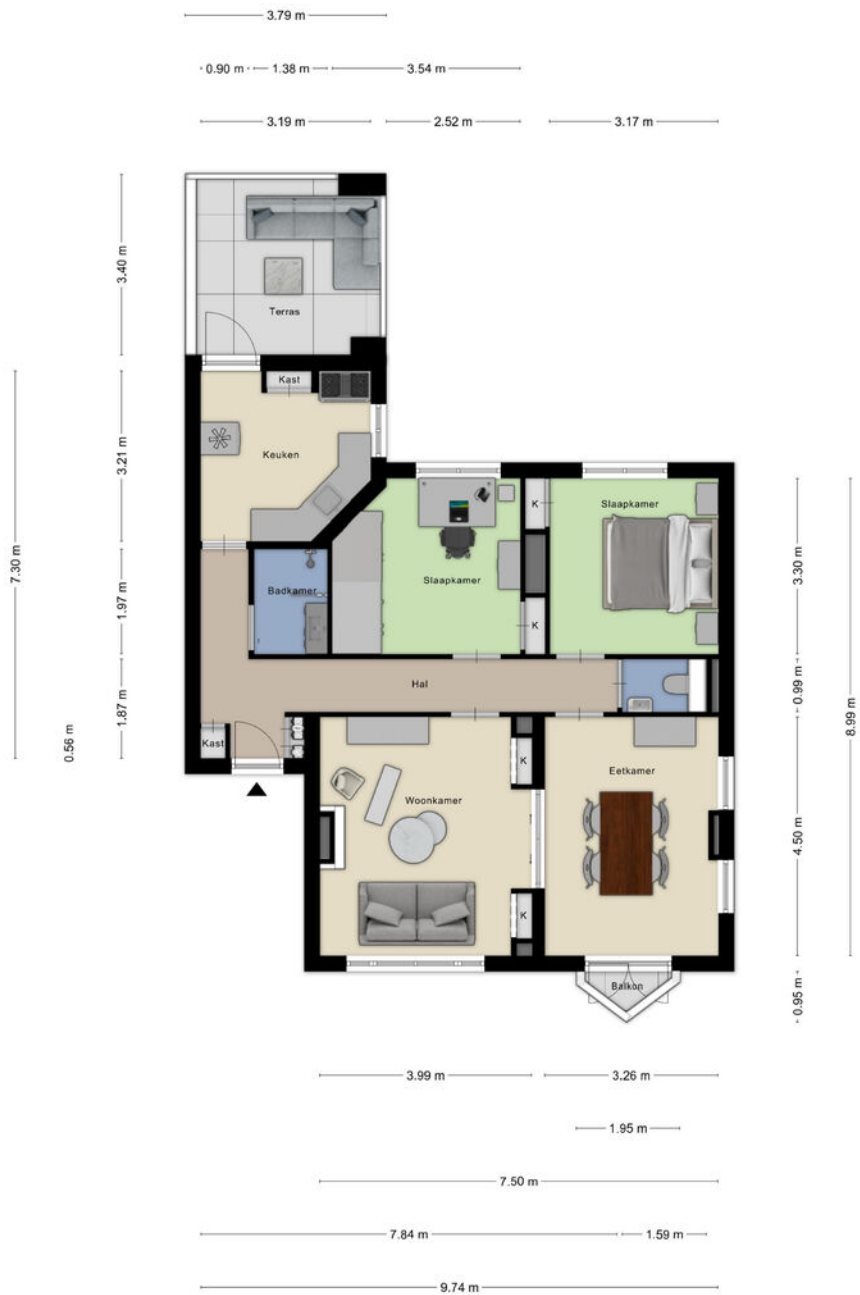 3.79 m
0.90 m
1.38 m
3.54 m
3.19 m
2.52 m
3.17 m
3.40 m
Terras
Kast
3.21 m
Keuken
7.30 m
K
Slaapkamer
Slaapkamer
3.30 m
Badkamer
1.97 m
K
Hal
0.99 m
1.87 m
0.56 m
Kast
8.99 m
K
Eetkamer
Woonkamer
4.50 m
K
Balkon
0.95 m
3.99 m
3.26 m
1.95 m
7.50 m
7.84 m
1.59 m
9.74 m